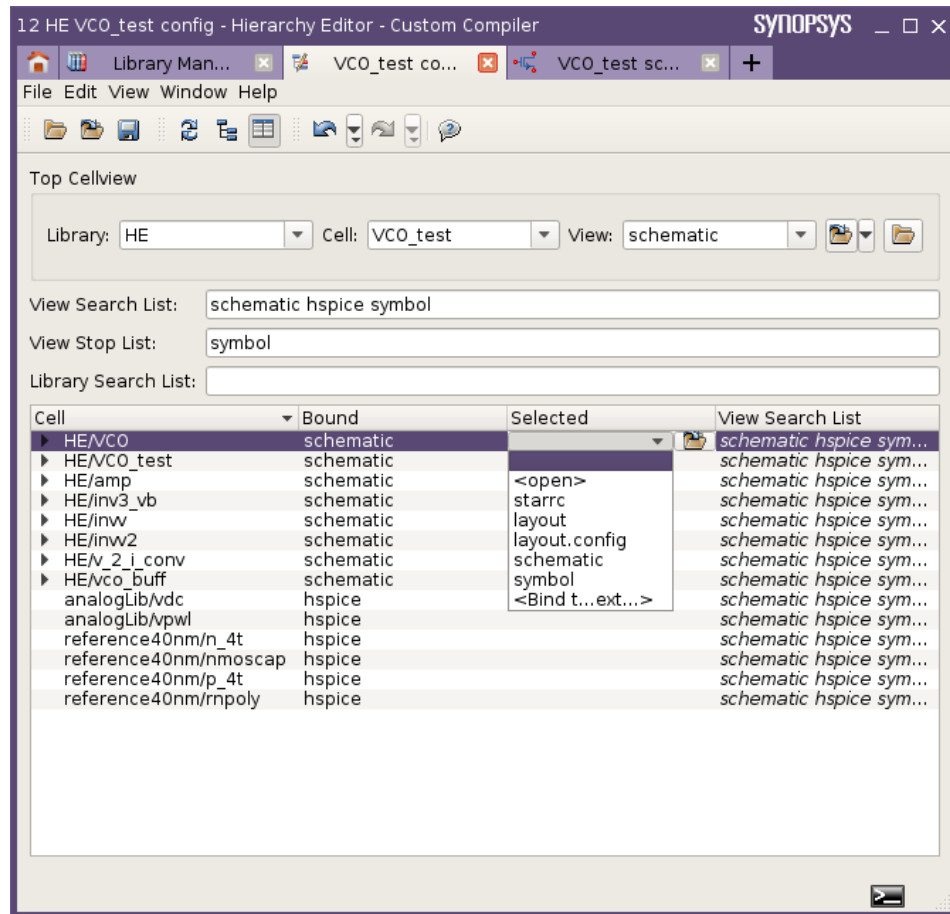 12 HE VCO_test config - Hierarchy Editor - Custom Compiler SYNOPSYS
Library Man... VCO_test co... VCO_test sc...
File Edit View Window Help
Top Cellview
Library: HE Cell: VCO_test View: schematic
View Search List: schematic hspice symbol
View Stop List: symbol
Library Search List:
Cell Bound Selected View Search List
HE/VCO schematic schematic hspice sym...
HE/VCO_test schematic schematic hspice sym...
HE/amp schematic <open> schematic hspice sym...
HE/inv3_vb schematic starrc schematic hspice sym...
HE/invv schematic layout schematic hspice sym...
HE/invv2 schematic layout.config schematic hspice sym...
HE/v_2_i_conv schematic schematic schematic hspice sym...
HE/vco_buff schematic symbol schematic hspice sym...
analogLib/vdc hspice <Bind t...ext...> schematic hspice sym...
analogLib/vpwl hspice schematic hspice sym...
reference40nm/n_4t hspice schematic hspice sym...
reference40nm/nmoscap hspice schematic hspice sym...
reference40nm/p_4t hspice schematic hspice sym...
reference40nm/rnpoly hspice schematic hspice sym...